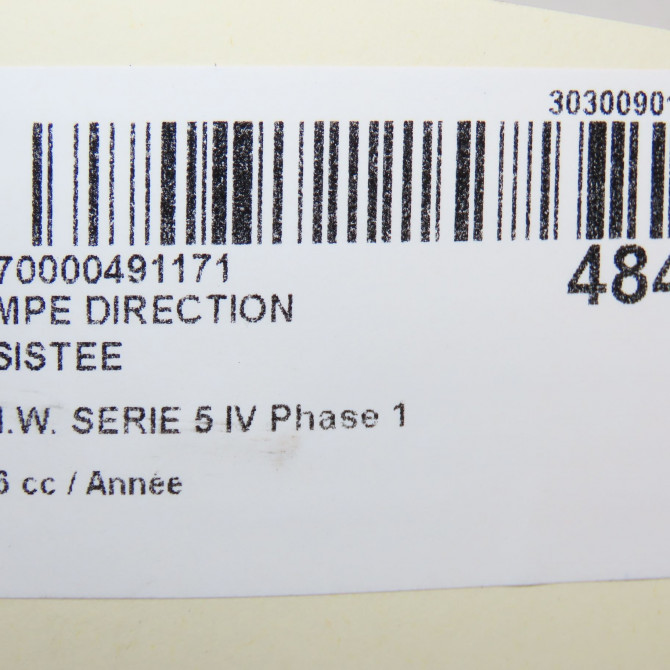 3030090
70000491171
484
MPE DIRECTION
SISTEE
.W. SERIE 5 IV Phase 1
6 cc / Année